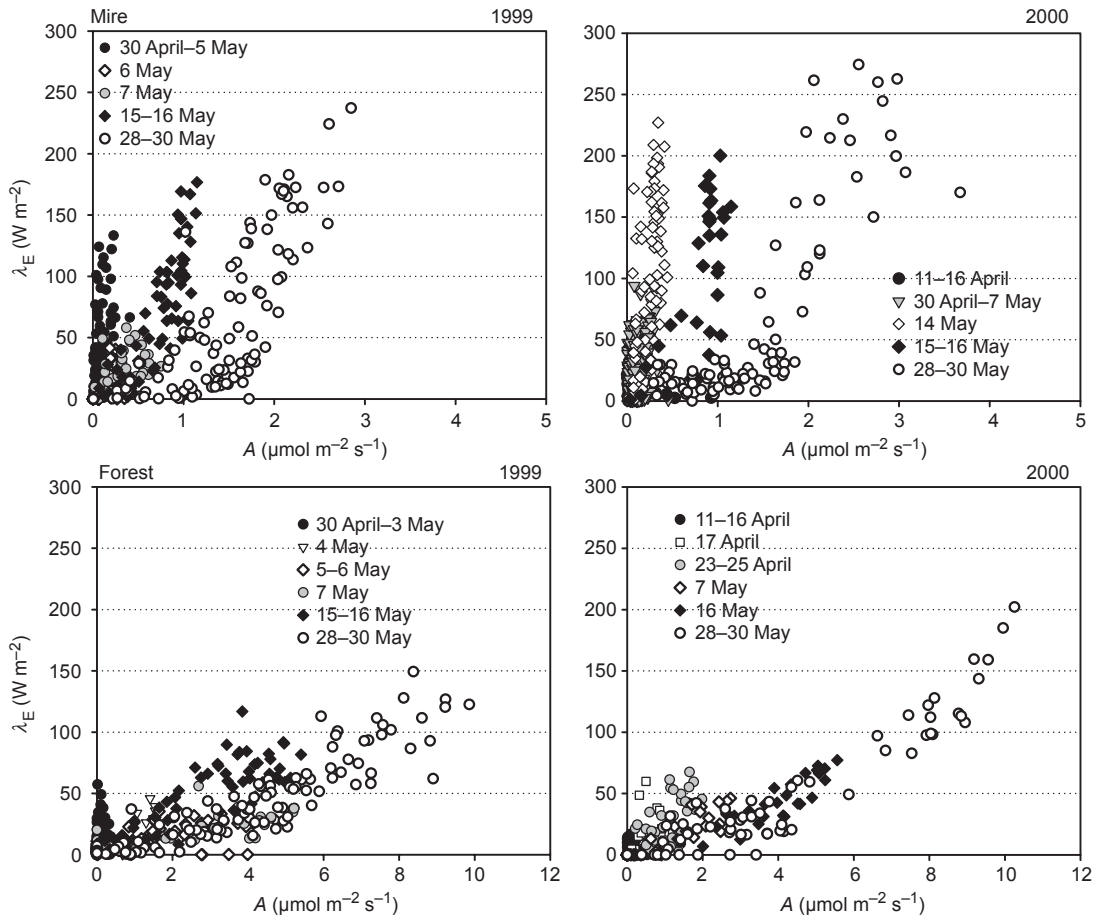 Mire 1999
300
250
200
150
100
50
0
λE (W m−2)
30 April–5 May
6 May
7 May
15–16 May
28–30 May
0 1 2 3 4 5
A (µmol m−2 s−1)
2000
300
250
200
150
100
50
0
11–16 April
30 April–7 May
14 May
15–16 May
28–30 May
0 1 2 3 4 5
A (µmol m−2 s−1)
Forest 1999
300
250
200
150
100
50
0
λE (W m−2)
30 April–3 May
4 May
5–6 May
7 May
15–16 May
28–30 May
0 2 4 6 8 10 12
A (µmol m−2 s−1)
2000
300
250
200
150
100
50
0
11–16 April
17 April
23–25 April
7 May
16 May
28–30 May
0 2 4 6 8 10 12
A (µmol m−2 s−1)